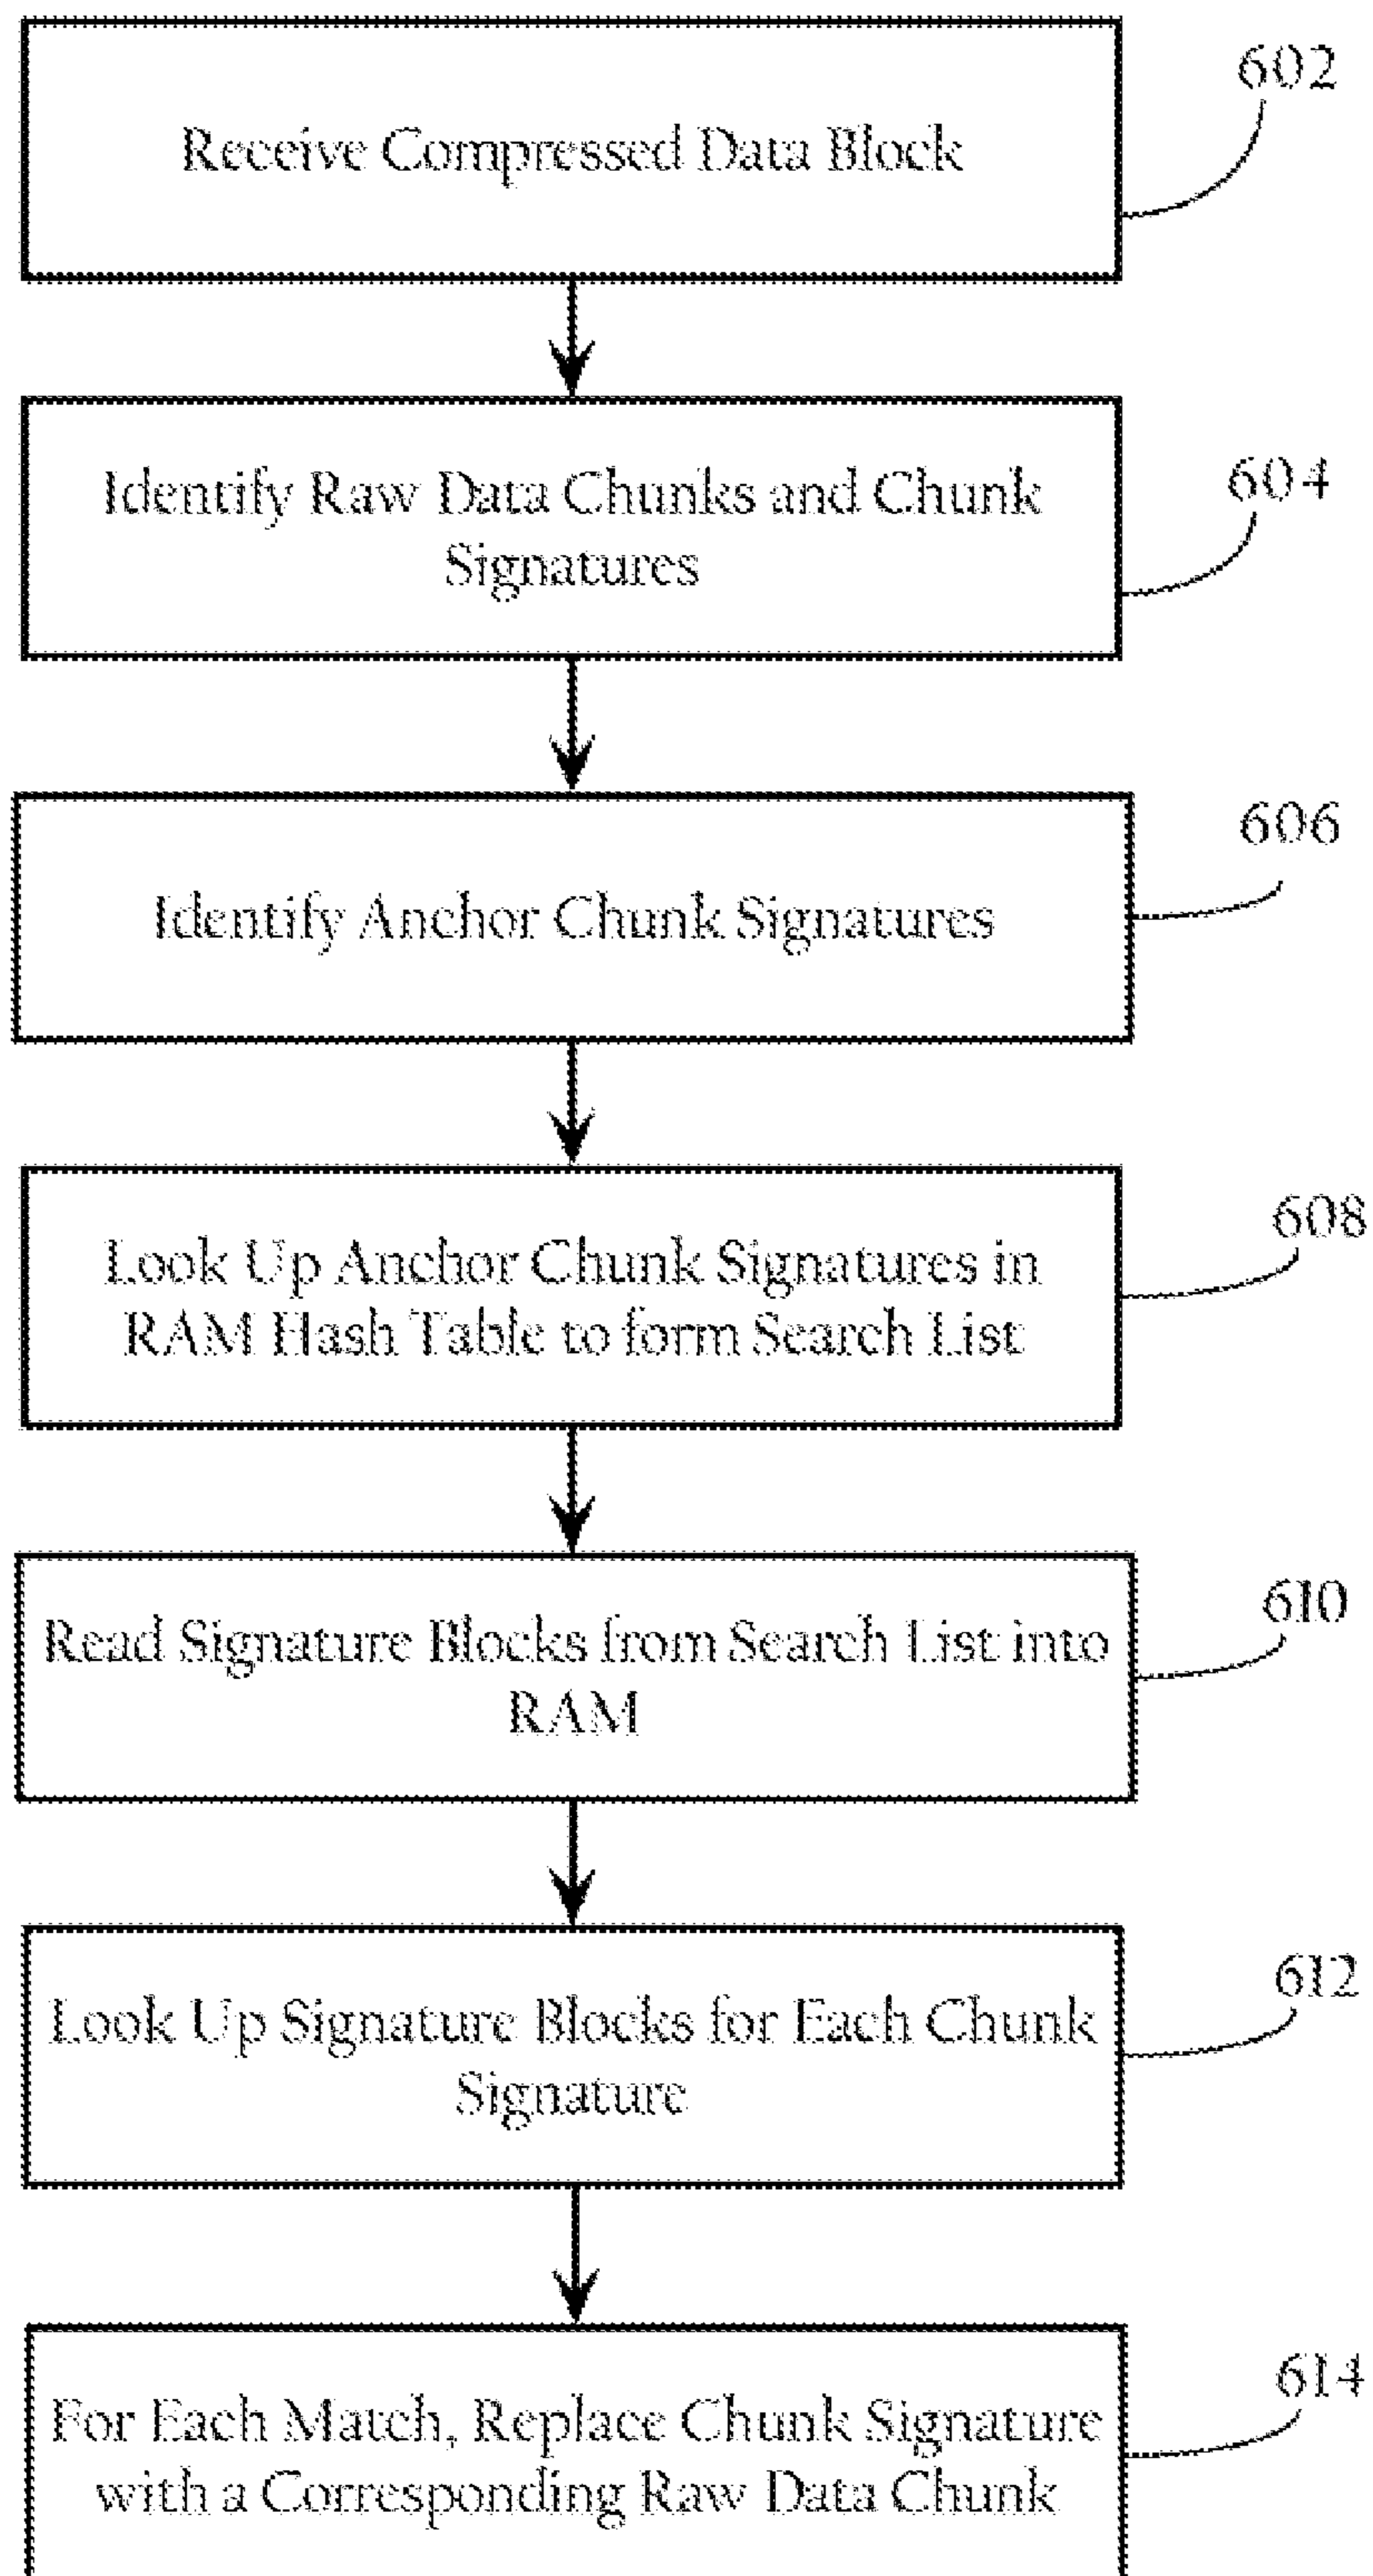 602
Receive Compressed Data Block
604
Identify Raw Data Chunks and Chunk
Signatures
606
Identify Anchor Chunk Signatures
608
Look Up Anchor Chunk Signatures in
RAM Hash Table to form Search List
610
Read Signature Blocks from Search List into
RAM
612
Look Up Signature Blocks for Each Chunk
Signature
614
For Each Match, Replace Chunk Signature
with a Corresponding Raw Data Chunk